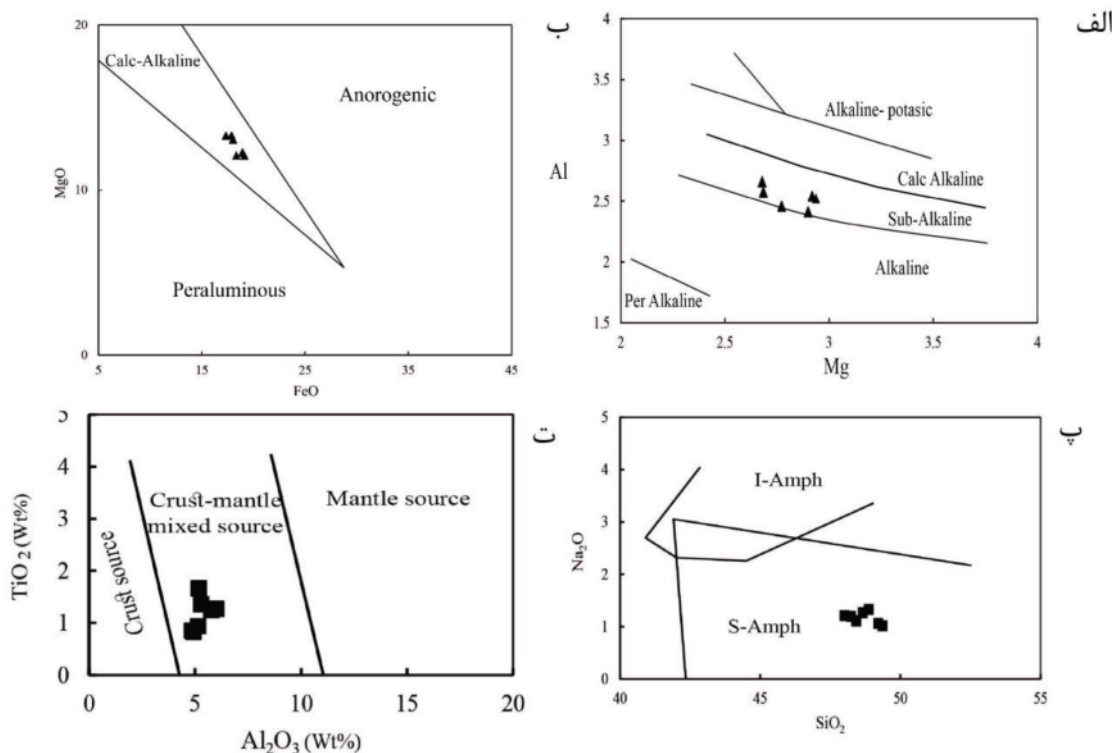 الف
4
3.5
3
2.5
2
1.5
Al
Alkaline- potasic
Calc Alkaline
Sub-Alkaline
Alkaline
Per Alkaline
2
2.5
3
3.5
4
Mg
ب
20
10
0
MgO
Calc-Alkaline
Anorogenic
Peraluminous
5
15
25
35
45
FeO
پ
5
4
3
2
1
0
Na₂O
I-Amph
S-Amph
40
45
50
55
SiO₂
ت
5
4
3
2
1
0
TiO₂ (Wt%)
Crust source
Crust-mantle
mixed source
Mantle source
0
5
10
15
20
Al₂O₃ (Wt%)